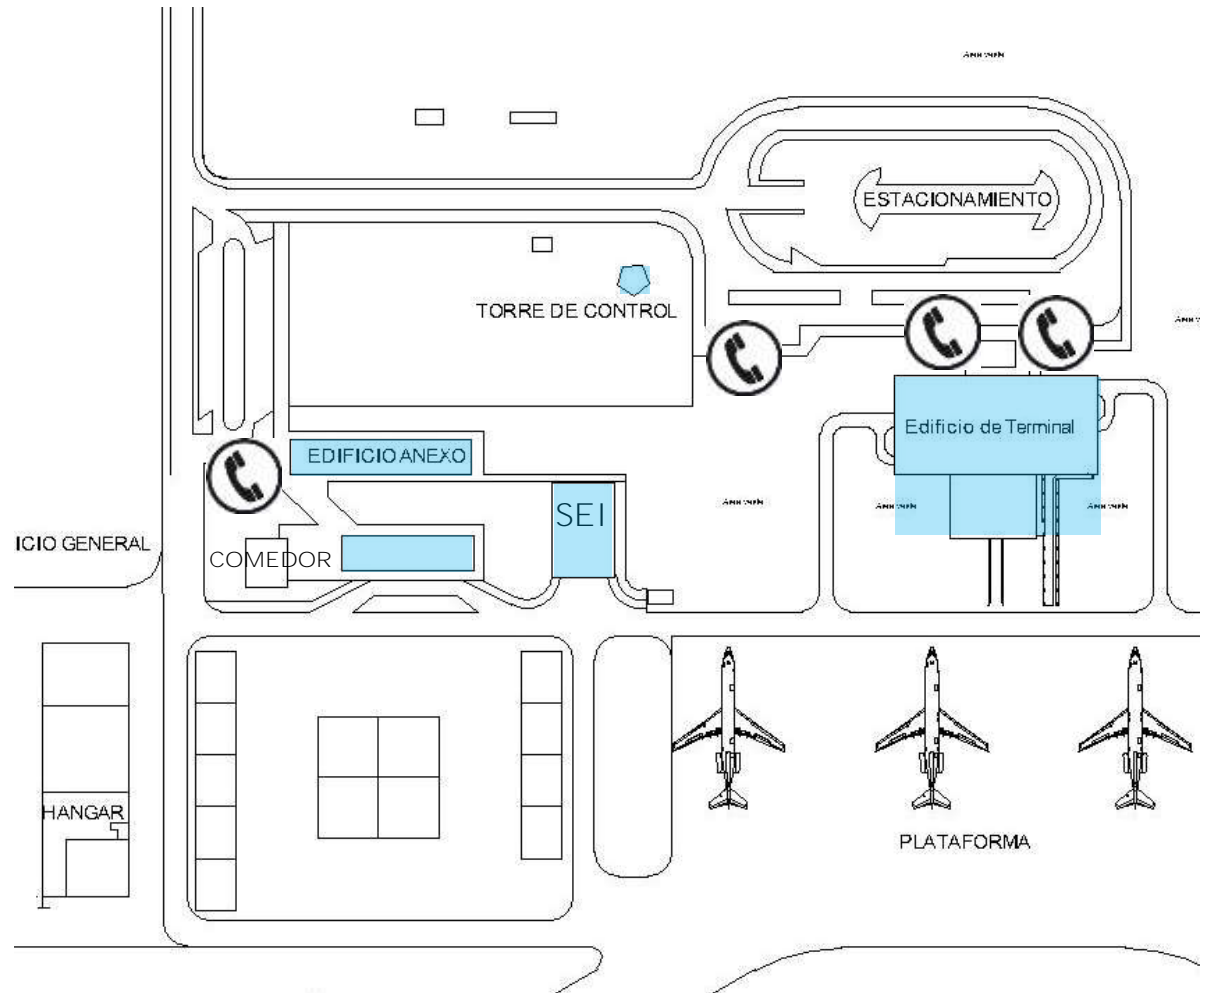 ESTACIONAMIENTO
TORRE DE CONTROL
Edificio de Terminal
EDIFICIO ANEXO
SEI
ICIO GENERAL
COMEDOR
HANGAR
PLATAFORMA